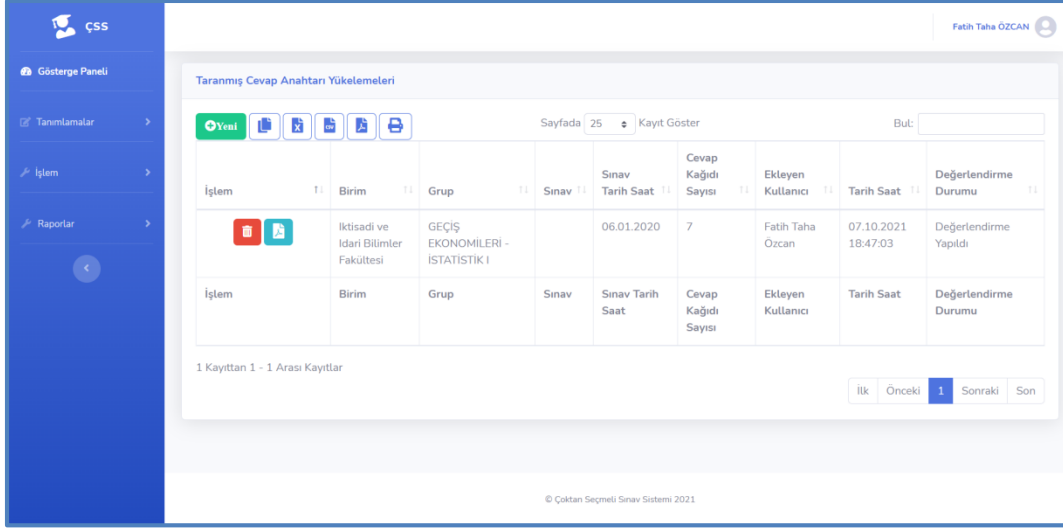 ÇSS
Fatih Taha ÖZCAN
Gösterge Paneli
Tanımlamalar
İşlem
Raporlar
Taranmış Cevap Anahtarı Yükelemeleri
Yeni
Sayfada 25 Kayıt Göster
Bul:
İşlem
Birim
Grup
Sınav
Sınav
Tarih Saat
Cevap
Kağıdı
Sayısı
Ekleyen
Kullanıcı
Tarih Saat
Değerlendirme
Durumu
Iktisadi ve
Idari Bilimler
Fakültesi
GEÇİŞ
EKONOMİLERİ -
İSTATİSTİK I
06.01.2020
7
Fatih Taha
Özcan
07.10.2021
18:47:03
Değerlendirme
Yapıldı
İşlem
Birim
Grup
Sınav
Sınav Tarih
Saat
Cevap
Kağıdı
Sayısı
Ekleyen
Kullanıcı
Tarih Saat
Değerlendirme
Durumu
1 Kayıttan 1 - 1 Arası Kayıtlar
İlk Önceki 1 Sonraki Son
© Çoktan Seçmeli Sınav Sistemi 2021